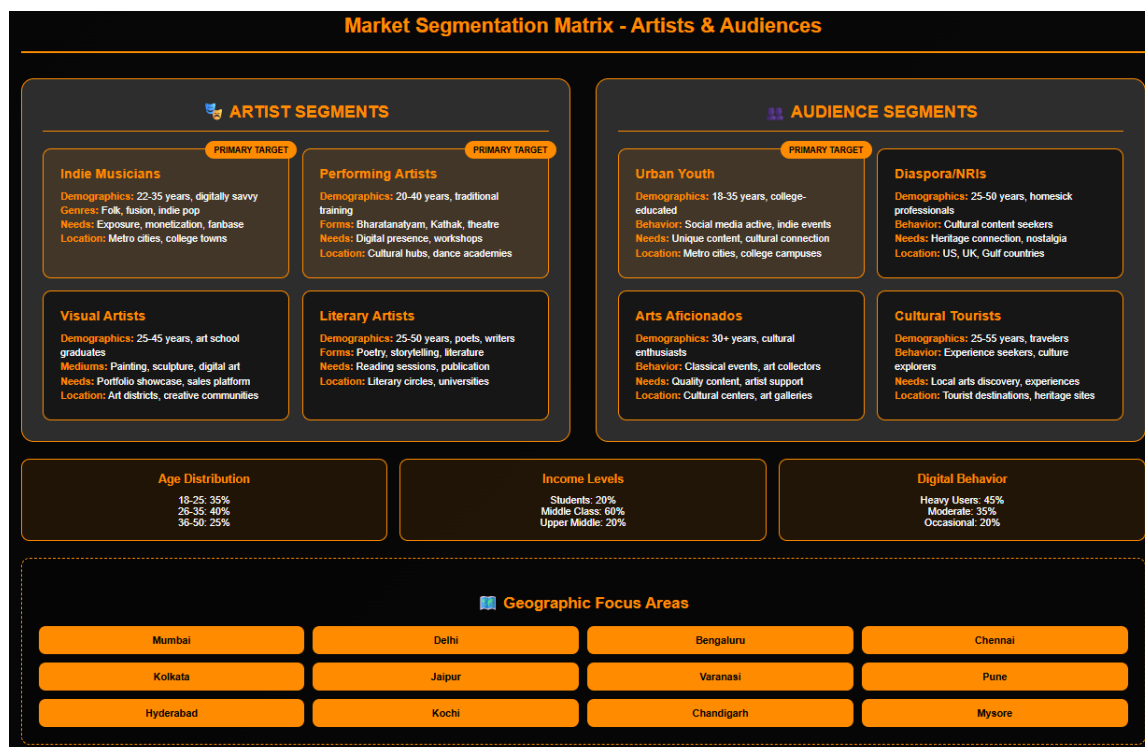 Market Segmentation Matrix - Artists & Audiences
ARTIST SEGMENTS
PRIMARY TARGET
Indie Musicians
Demographics: 22-35 years, digitally savvy
Genres: Folk, fusion, indie pop
Needs: Exposure, monetization, fanbase
Location: Metro cities, college towns
PRIMARY TARGET
Performing Artists
Demographics: 20-40 years, traditional
training
Forms: Bharatanatyam, Kathak, theatre
Needs: Digital presence, workshops
Location: Cultural hubs, dance academies
Visual Artists
Demographics: 25-45 years, art school
graduates
Mediums: Painting, sculpture, digital art
Needs: Portfolio showcase, sales platform
Location: Art districts, creative communities
Literary Artists
Demographics: 25-50 years, poets, writers
Forms: Poetry, storytelling, literature
Needs: Reading sessions, publication
Location: Literary circles, universities
AUDIENCE SEGMENTS
PRIMARY TARGET
Urban Youth
Demographics: 18-35 years, college-
educated
Behavior: Social media active, indie events
Needs: Unique content, cultural connection
Location: Metro cities, college campuses
Diaspora/NRIs
Demographics: 25-50 years, homesick
professionals
Behavior: Cultural content seekers
Needs: Heritage connection, nostalgia
Location: US, UK, Gulf countries
Arts Aficionados
Demographics: 30+ years, cultural
enthusiasts
Behavior: Classical events, art collectors
Needs: Quality content, artist support
Location: Cultural centers, art galleries
Cultural Tourists
Demographics: 25-55 years, travelers
Behavior: Experience seekers, culture
explorers
Needs: Local arts discovery, experiences
Location: Tourist destinations, heritage sites
Age Distribution
18-25: 35%
26-35: 40%
36-50: 25%
Income Levels
Students: 20%
Middle Class: 60%
Upper Middle: 20%
Digital Behavior
Heavy Users: 45%
Moderate: 35%
Occasional: 20%
Geographic Focus Areas
Mumbai
Delhi
Bengaluru
Chennai
Kolkata
Jaipur
Varanasi
Pune
Hyderabad
Kochi
Chandigarh
Mysore